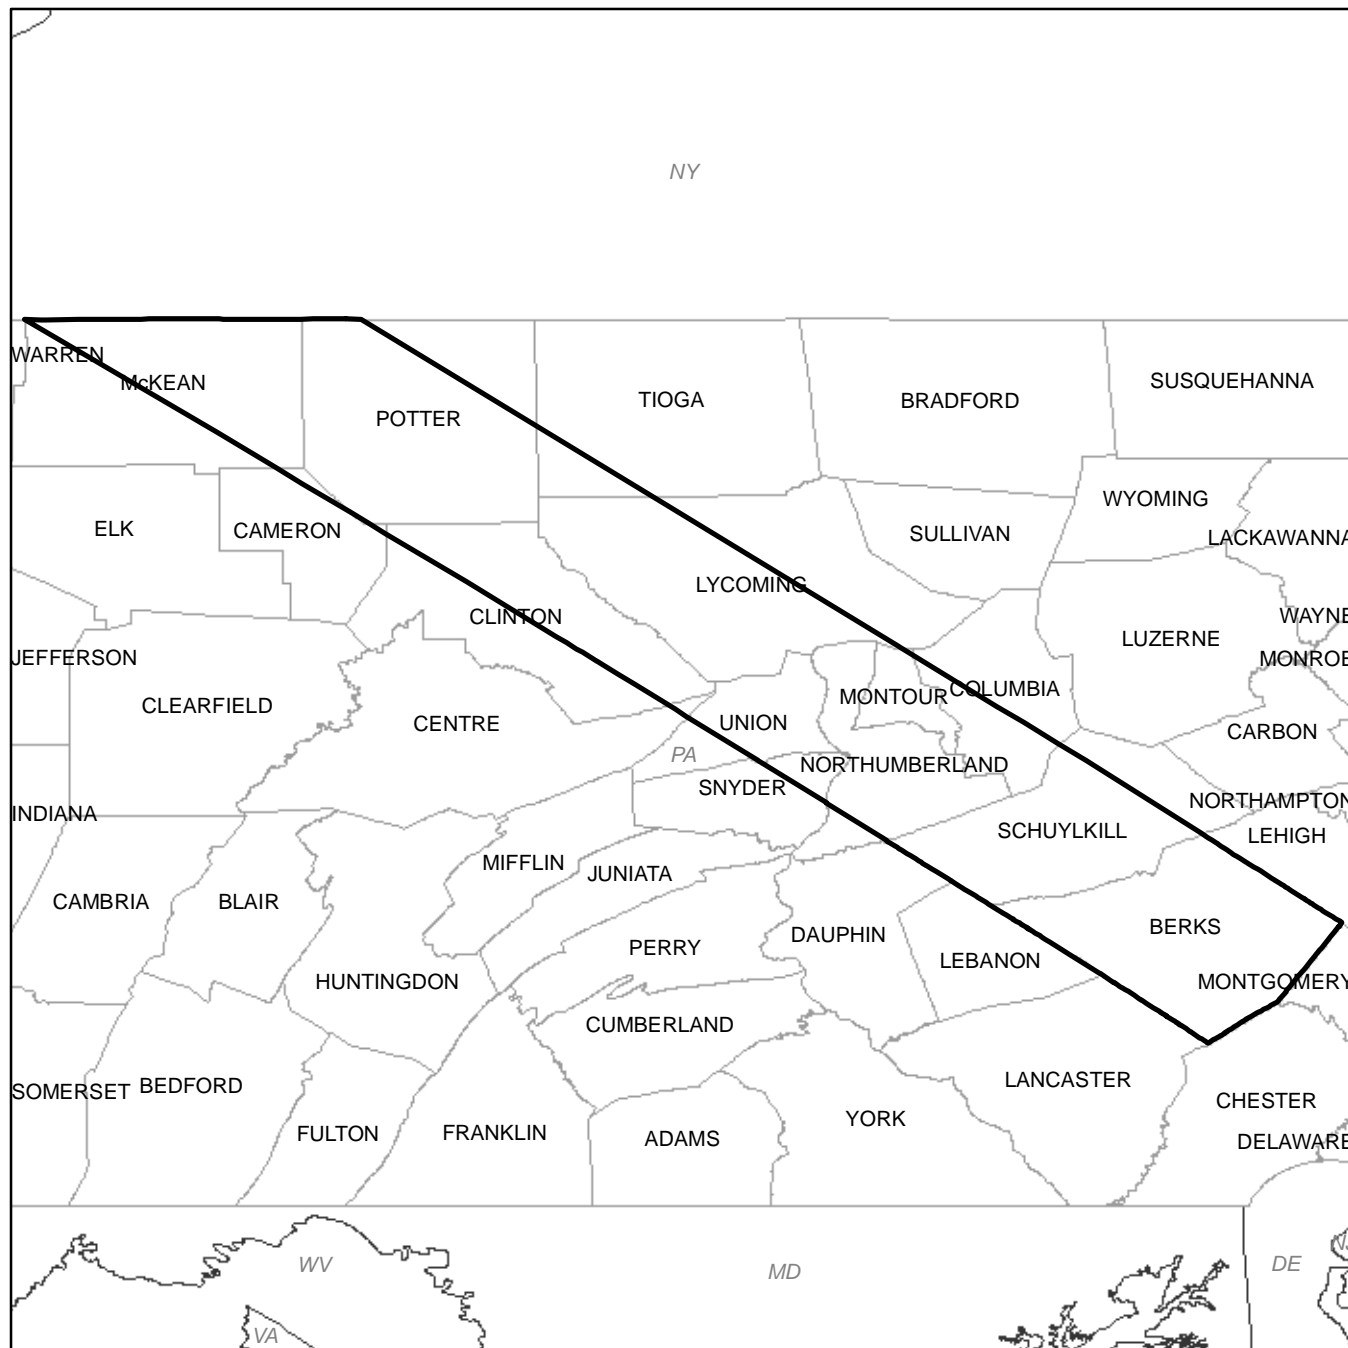 NY
WARREN
McKEAN
SUSQUEHANNA
TIOGA
BRADFORD
POTTER
WYOMING
ELK
CAMERON
SULLIVAN
LACKAWANNA
LYCOMING
CLINTON
WAYNE
LUZERNE
JEFFERSON
MONROE
COLUMBIA
MONTOUR
CLEARFIELD
CENTRE
UNION
CARBON
PA
NORTHUMBERLAND
SNYDER
NORTHAMPTON
INDIANA
SCHUYLKILL
LEHIGH
MIFFLIN
JUNIATA
CAMBRIA
BLAIR
BERKS
DAUPHIN
PERRY
LEBANON
HUNTINGDON
MONTGOMERY
CUMBERLAND
LANCASTER
BEDFORD
SOMERSET
CHESTER
YORK
FULTON
FRANKLIN
ADAMS
DELAWARE
WV
MD
DE
VA